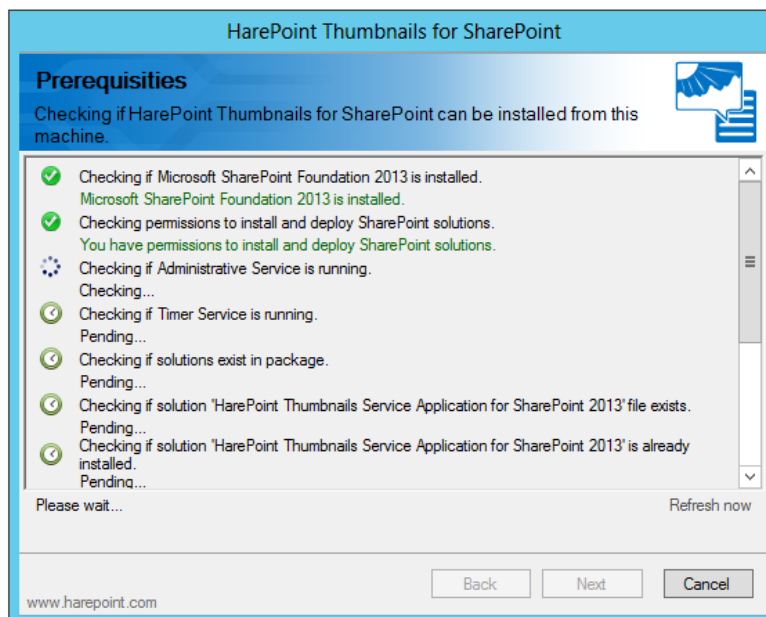 HarePoint Thumbnails for SharePoint
Prerequisities
Checking if HarePoint Thumbnails for SharePoint can be installed from this
machine.
Checking if Microsoft SharePoint Foundation 2013 is installed.
Microsoft SharePoint Foundation 2013 is installed.
Checking permissions to install and deploy SharePoint solutions.
You have permissions to install and deploy SharePoint solutions.
Checking if Administrative Service is running.
Checking...
Checking if Timer Service is running.
Pending...
Checking if solutions exist in package.
Pending...
Checking if solution 'HarePoint Thumbnails Service Application for SharePoint 2013' file exists.
Pending...
Checking if solution 'HarePoint Thumbnails Service Application for SharePoint 2013' is already
installed.
Pending...
Please wait...
Refresh now
Back
Next
Cancel
www.harepoint.com